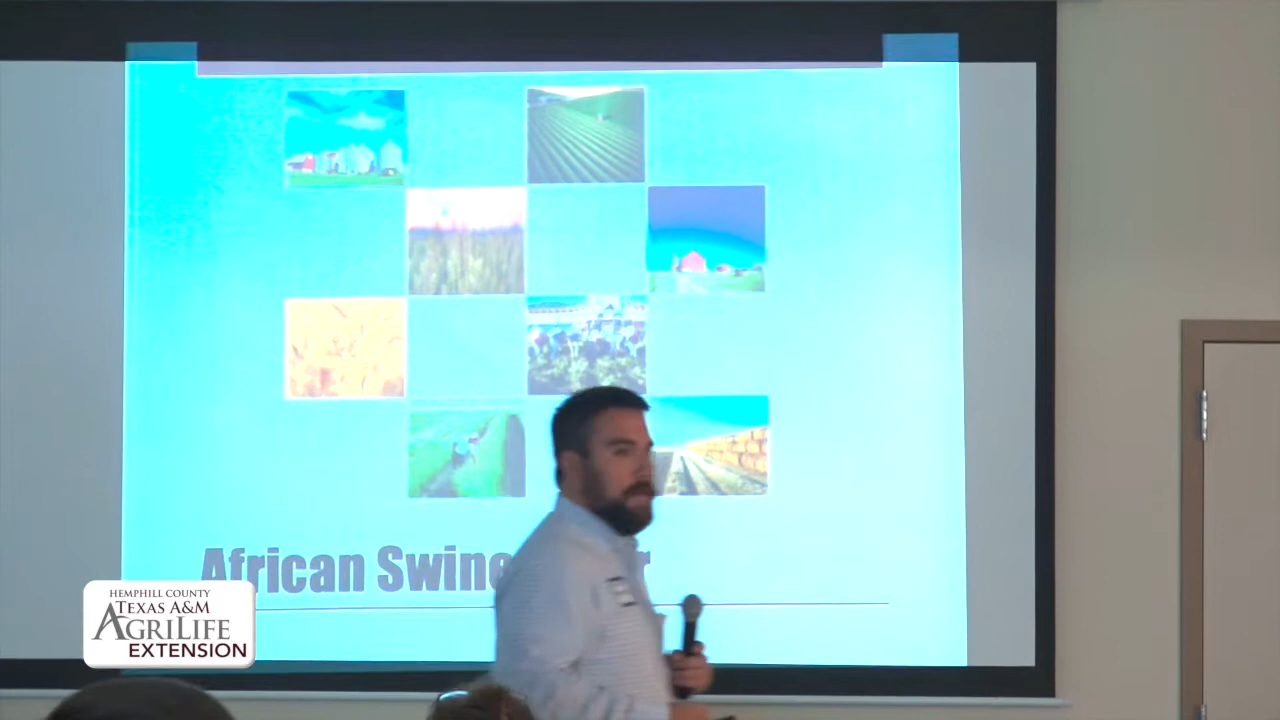 African Swine
HEMPHILL COUNTY
TEXAS A&M
AGRILIFE
EXTENSION